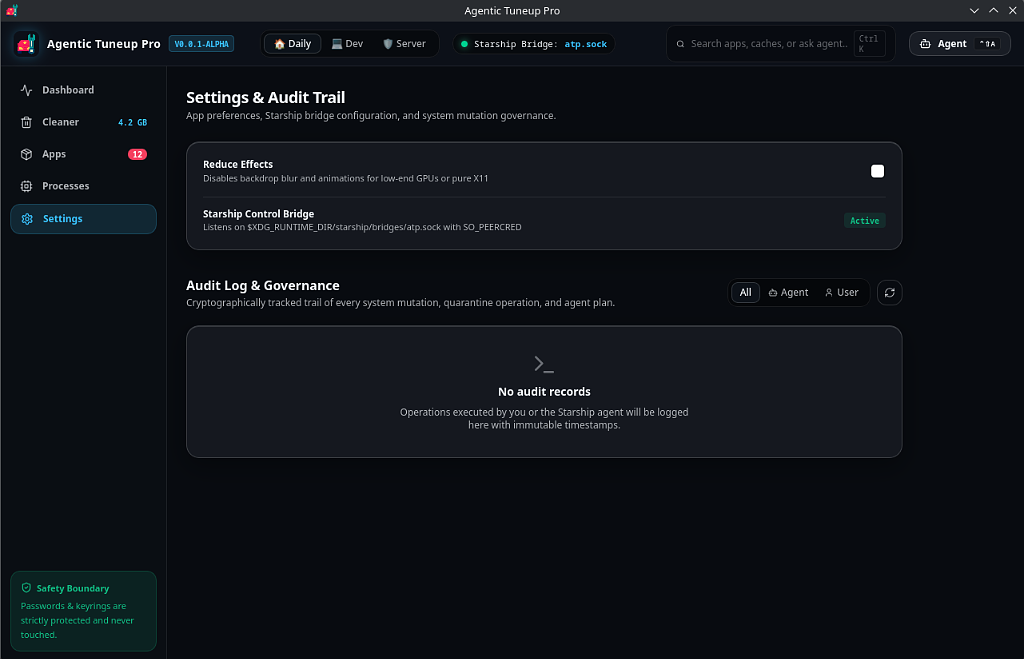 Agentic Tuneup Pro
Agentic Tuneup Pro V0.0.1-ALPHA Daily Dev Server Starship Bridge: atp.sock Search apps, caches, or ask agent.. Ctrl K Agent ⌃⇧A
Dashboard
Cleaner 4.2 GB
Apps 12
Processes
Settings
Settings & Audit Trail
App preferences, Starship bridge configuration, and system mutation governance.
Reduce Effects
Disables backdrop blur and animations for low-end GPUs or pure X11
Starship Control Bridge
Listens on $XDG_RUNTIME_DIR/starship/bridges/atp.sock with SO_PEERCRED
Active
Audit Log & Governance
Cryptographically tracked trail of every system mutation, quarantine operation, and agent plan.
All Agent User
No audit records
Operations executed by you or the Starship agent will be logged
here with immutable timestamps.
Safety Boundary
Passwords & keyrings are
strictly protected and never
touched.